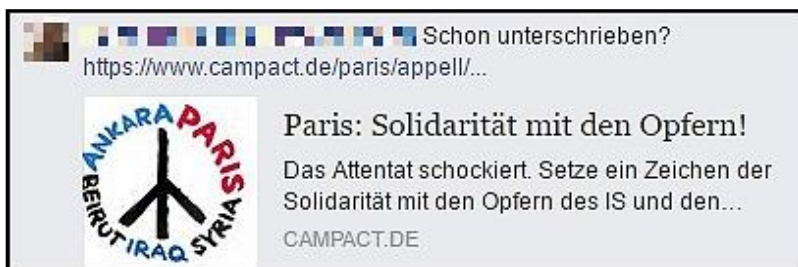 Schon unterschrieben?
https://www.campact.de/paris/appell/...
ANKARA PARIS
BEIRUT IRAQ SYRIA
Paris: Solidarität mit den Opfern!
Das Attentat schockiert. Setze ein Zeichen der
Solidarität mit den Opfern des IS und den...
CAMPACT.DE